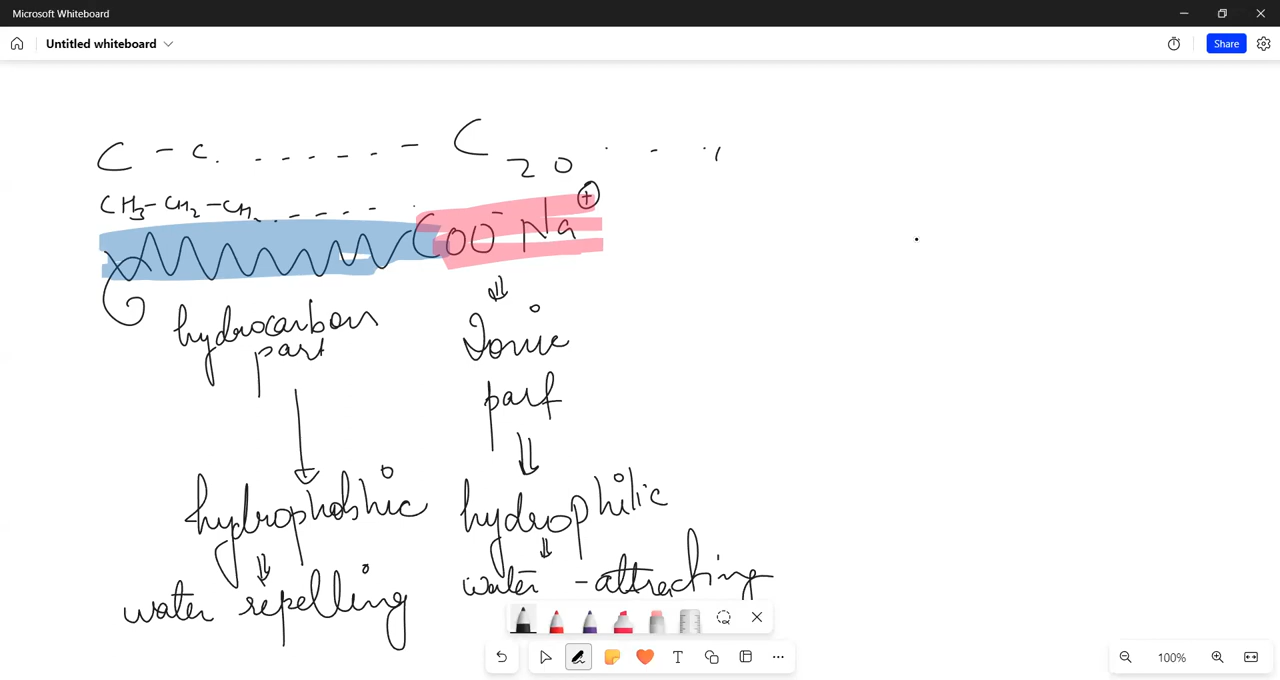 Microsoft Whiteboard
Untitled whiteboard
Share
C - C. ------- C20 ....
CH3-CH2-CH2.----
COO⁻ Na⊕
hydrocarbon part
Ionic part
hydrophobic
hydrophilic
water repelling
water -attracting
100%